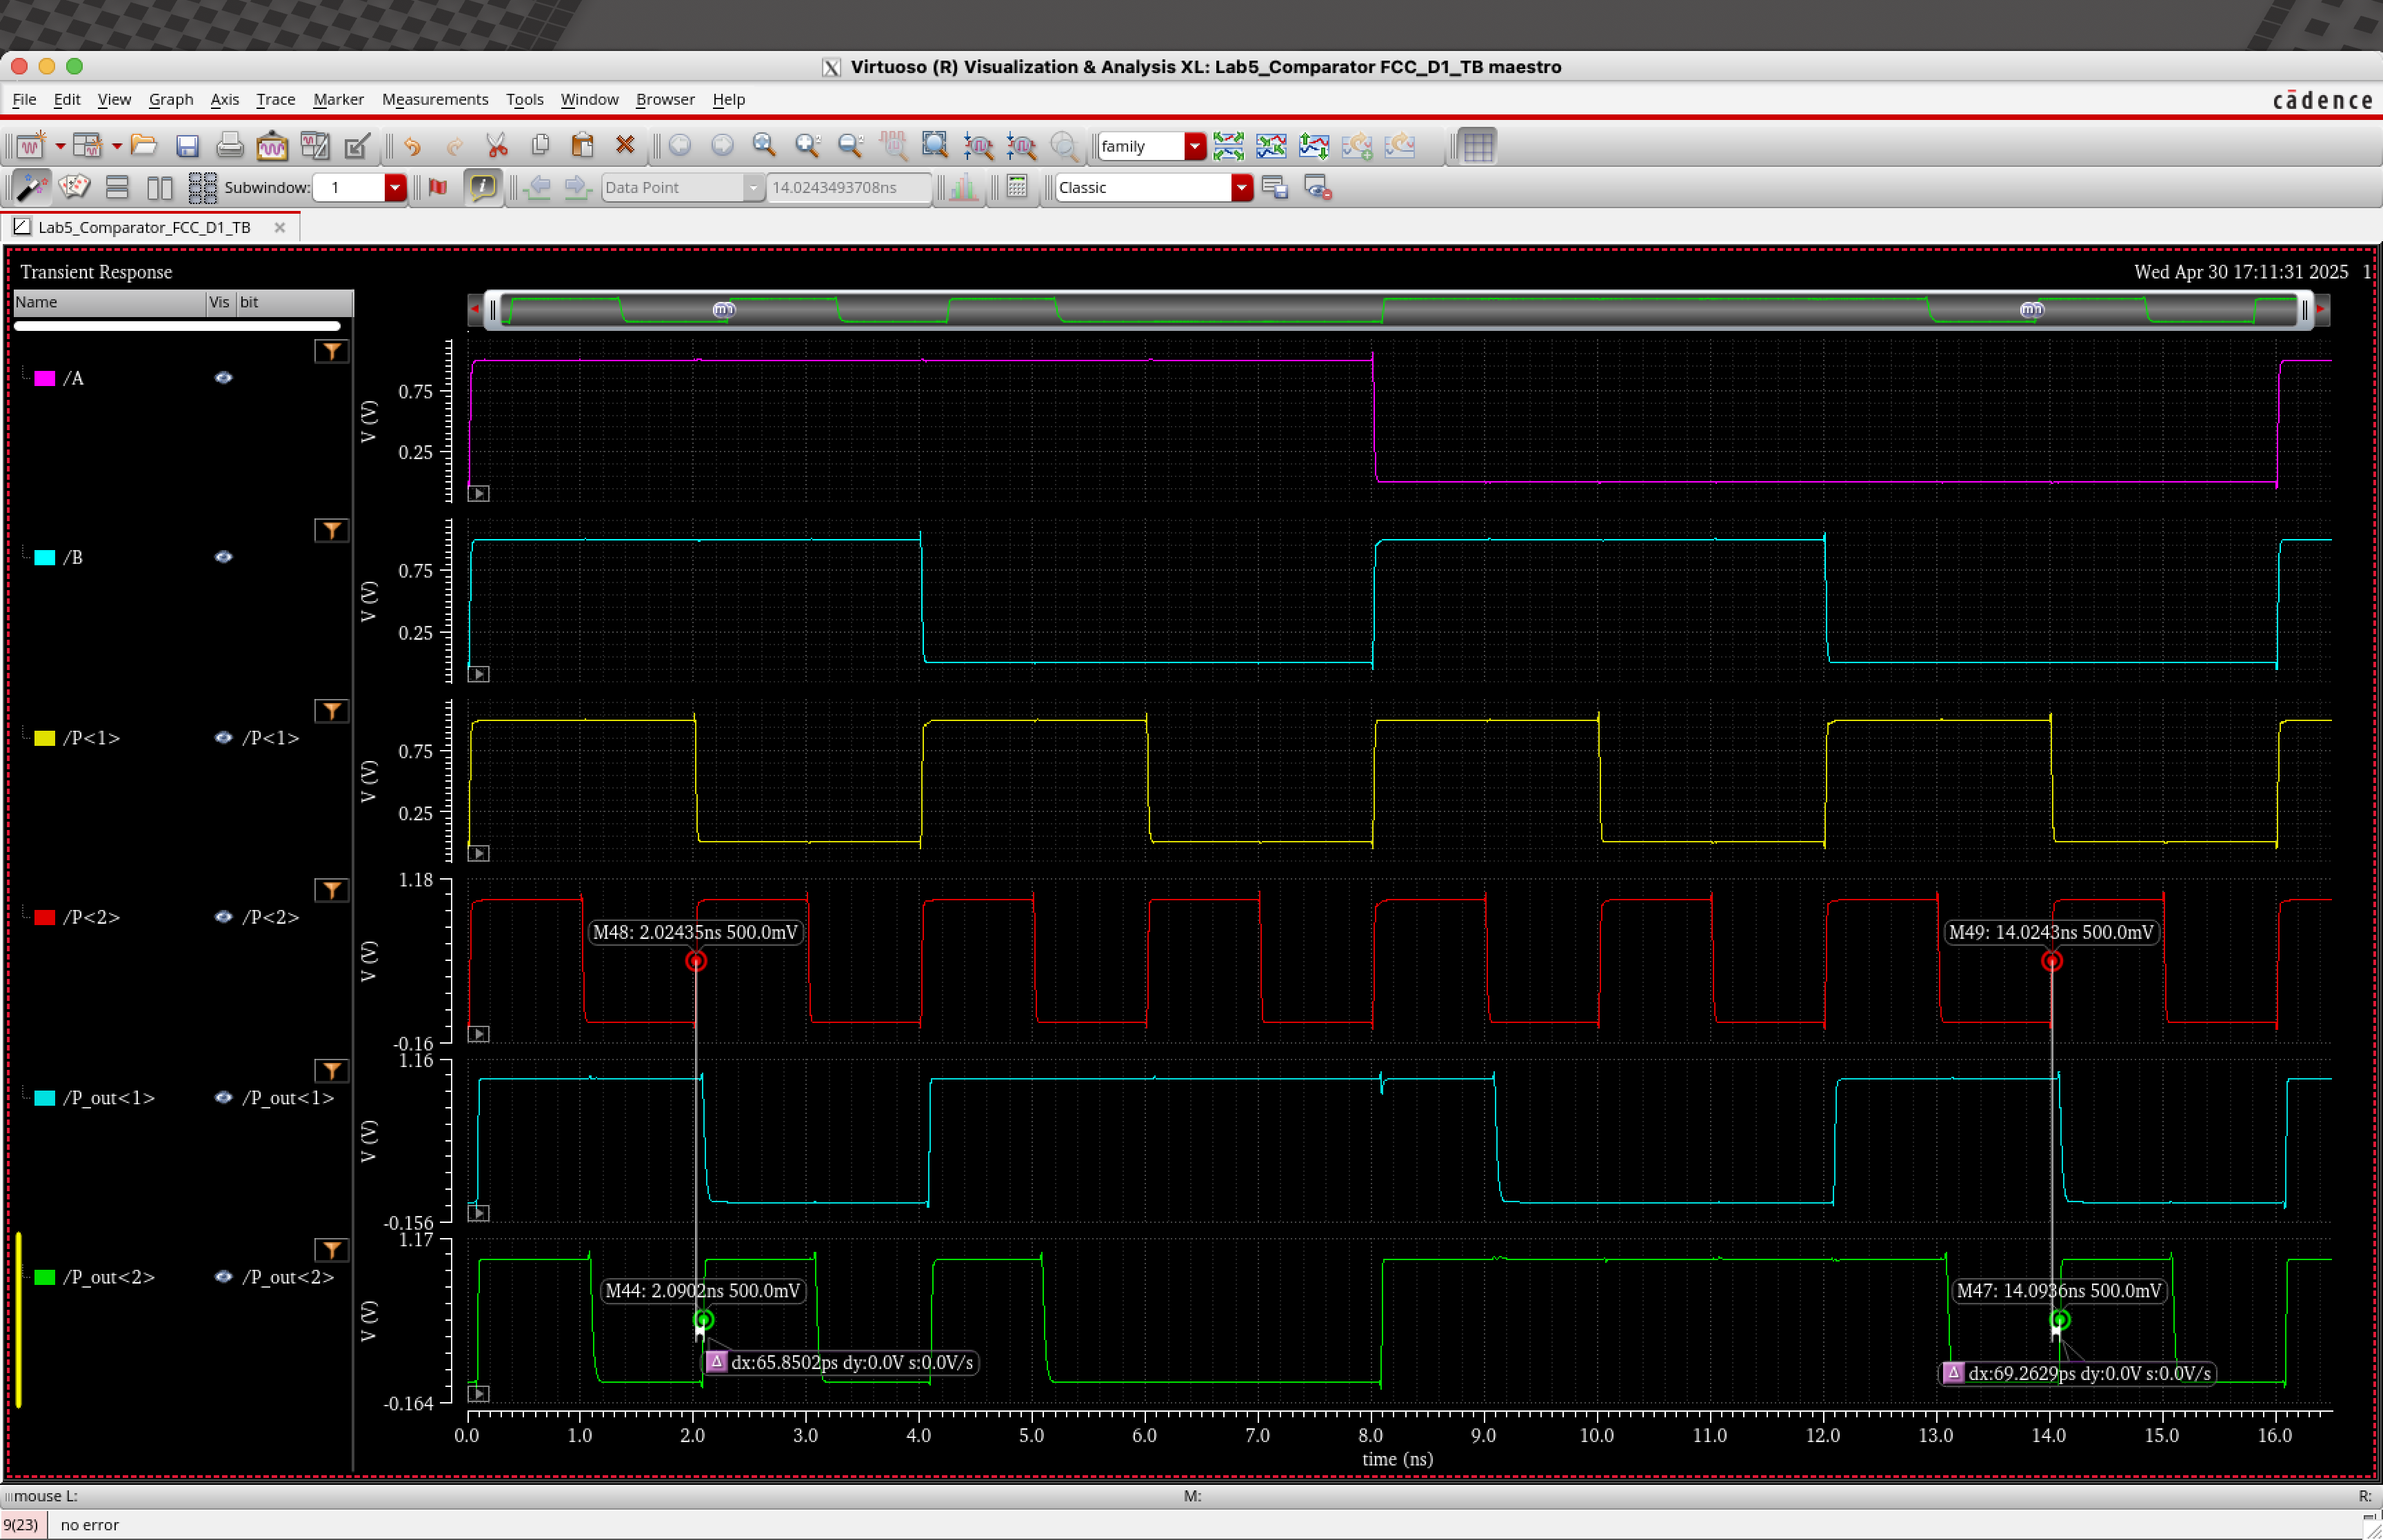 Virtuoso (R) Visualization & Analysis XL: Lab5_Comparator FCC_D1_TB maestro
File Edit View Graph Axis Trace Marker Measurements Tools Window Browser Help
cādence
family
Subwindow: 1 Data Point 14.0243493708ns Classic
Lab5_Comparator_FCC_D1_TB
Transient Response
Wed Apr 30 17:11:31 2025 1
Name Vis bit
/A
V (V)
0.75
0.25
/B
V (V)
0.75
0.25
/P<1> /P<1>
V (V)
0.75
0.25
/P<2> /P<2>
V (V)
1.18
-0.16
M48: 2.02435ns 500.0mV
M49: 14.0243ns 500.0mV
/P_out<1> /P_out<1>
V (V)
1.16
-0.156
/P_out<2> /P_out<2>
V (V)
1.17
-0.164
M44: 2.0902ns 500.0mV
M47: 14.0936ns 500.0mV
Δ dx:65.8502ps dy:0.0V s:0.0V/s
Δ dx:69.2629ps dy:0.0V s:0.0V/s
0.0 1.0 2.0 3.0 4.0 5.0 6.0 7.0 8.0 9.0 10.0 11.0 12.0 13.0 14.0 15.0 16.0
time (ns)
mouse L: M: R:
9(23) no error